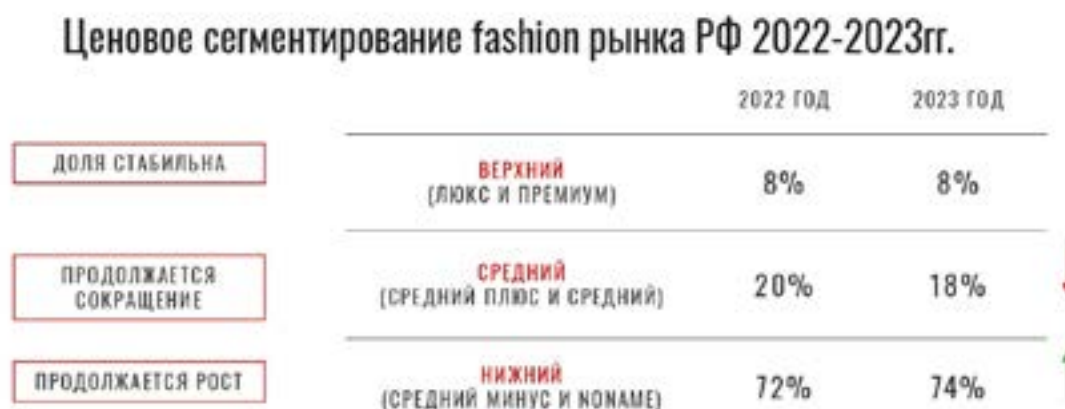 Ценовое сегментирование fashion рынка РФ 2022-2023гг.
2022 ГОД 2023 ГОД
ДОЛЯ СТАБИЛЬНА
ВЕРХНИЙ
(ЛЮКС И ПРЕМИУМ)
8% 8%
ПРОДОЛЖАЕТСЯ
СОКРАЩЕНИЕ
СРЕДНИЙ
(СРЕДНИЙ ПЛЮС И СРЕДНИЙ)
20% 18%
ПРОДОЛЖАЕТСЯ РОСТ
НИЖНИЙ
(СРЕДНИЙ МИНУС И NONAME)
72% 74%